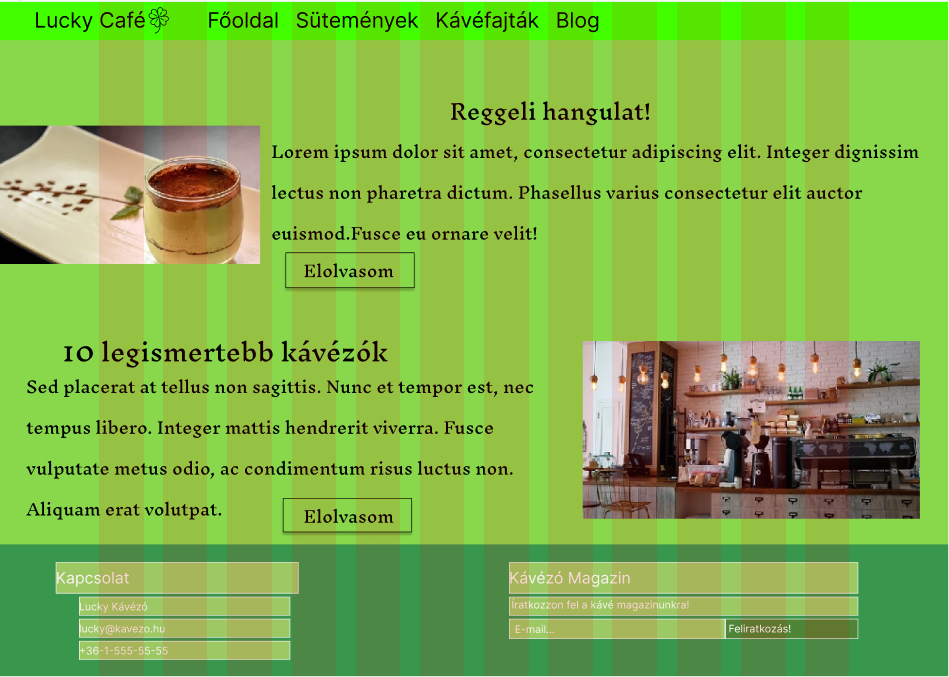 Lucky Café Főoldal Sütemények Kávéfajták Blog
Reggeli hangulat!
Lorem ipsum dolor sit amet, consectetur adipiscing elit. Integer dignissim
lectus non pharetra dictum. Phasellus varius consectetur elit auctor
euismod.Fusce eu ornare velit!
Elolvasom
10 legismertebb kávézók
Sed placerat at tellus non sagittis. Nunc et tempor est, nec
tempus libero. Integer mattis hendrerit viverra. Fusce
vulputate metus odio, ac condimentum risus luctus non.
Aliquam erat volutpat.
Elolvasom
Kapcsolat
Lucky Kávézó
lucky@kavezo.hu
+36-1-555-55-55
Kávézó Magazin
Íratkozzon fel a kávé magazinunkra!
E-mail... Feliratkozás!